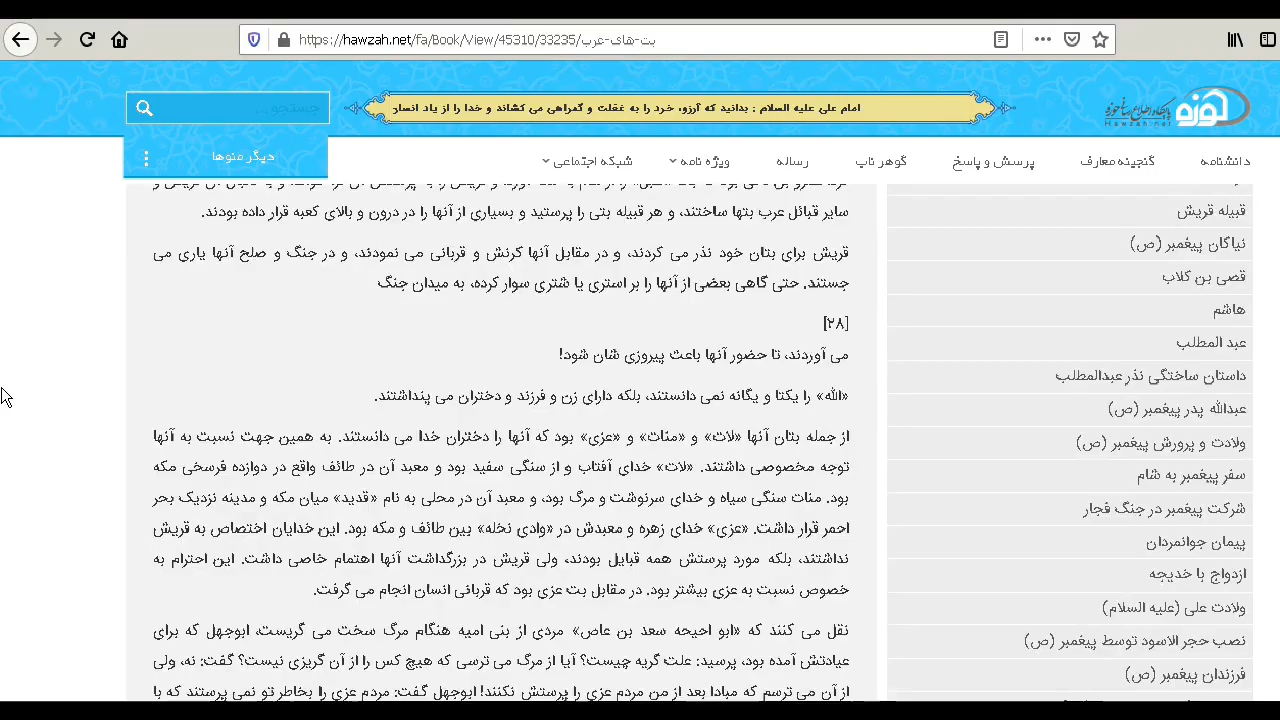 https://hawzah.net/fa/Book/View/45310/33235/بت-های-عرب
جستجو...
امام علی علیه السلام : بدانید که آرزو، خرد را به غفلت و گمراهی می کشاند و خدا را از یاد انسان
حوزه
Hawzah.net
دیگر منوها
دانشنامه
گنجینه معارف
پرسش و پاسخ
گوهر ناب
رساله
ویژه نامه
شبکه اجتماعی
سایر قبائل عرب بتها ساختند، و هر قبیله بتی را پرستید و بسیاری از آنها را در درون و بالای کعبه قرار داده بودند.
قریش برای بتان خود نذر می کردند، و در مقابل آنها کرنش و قربانی می نمودند، و در جنگ و صلح آنها یاری می
جستند. حتی گاهی بعضی از آنها را بر استری یا شتری سوار کرده، به میدان جنگ
[۲۸]
می آوردند، تا حضور آنها باعث پیروزی شان شود!
«الله» را یکتا و یگانه نمی دانستند، بلکه دارای زن و فرزند و دختران می پنداشتند.
از جمله بتان آنها «لات» و «منات» و «عزی» بود که آنها را دختران خدا می دانستند. به همین جهت نسبت به آنها
توجه مخصوصی داشتند. «لات» خدای آفتاب و از سنگی سفید بود و معبد آن در طائف واقع در دوازده فرسخی مکه
بود. منات سنگی سیاه و خدای سرنوشت و مرگ بود، و معبد آن در محلی به نام «قدید» میان مکه و مدینه نزدیک بحر
احمر قرار داشت. «عزی» خدای زهره و معبدش در «وادی نخله» بین طائف و مکه بود. این خدایان اختصاص به قریش
نداشتند، بلکه مورد پرستش همه قبایل بودند، ولی قریش در بزرگداشت آنها اهتمام خاصی داشت. این احترام به
خصوص نسبت به عزی بیشتر بود. در مقابل بت عزی بود که قربانی انسان انجام می گرفت.
نقل می کنند که «ابو احیحه سعد بن عاص» مردی از بنی امیه هنگام مرگ سخت می گریست، ابوجهل که برای
عیادتش آمده بود، پرسید: علت گریه چیست؟ آیا از مرگ می ترسی که هیچ کس را از آن گریزی نیست؟ گفت: نه، ولی
از آن می ترسم که مبادا بعد از من مردم عزی را پرستش نکنند! ابوجهل گفت: مردم عزی را بخاطر تو نمی پرستند که با
قبیله قریش
نیاکان پیغمبر (ص)
قصی بن کلاب
هاشم
عبد المطلب
داستان ساختگی نذر عبدالمطلب
عبدالله پدر پیغمبر (ص)
ولادت و پرورش پیغمبر (ص)
سفر پیغمبر به شام
شرکت پیغمبر در جنگ فجار
پیمان جوانمردان
ازدواج با خدیجه
ولادت علی (علیه السلام)
نصب حجر الاسود توسط پیغمبر (ص)
فرزندان پیغمبر (ص)